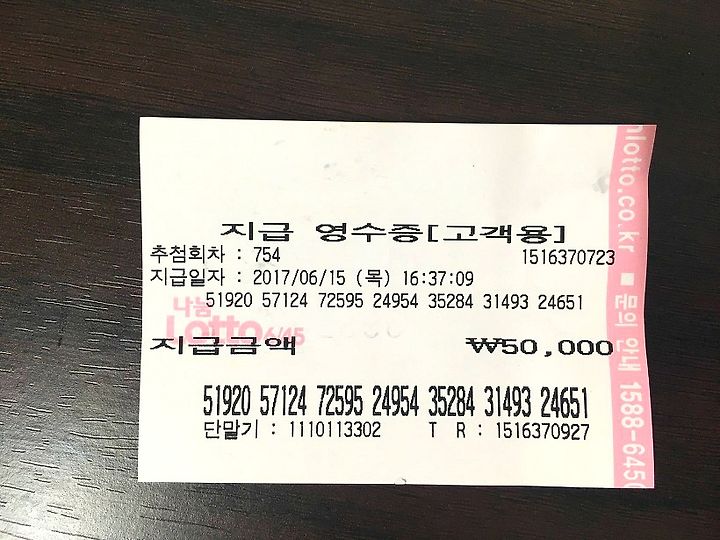 지급 영수증[고객용]
추첨회차 : 754 1516370723
지급일자 : 2017/06/15 (목) 16:37:09
51920 57124 72595 24954 35284 31493 24651
나눔
Lotto 6/45
지급금액 ₩50,000
51920 57124 72595 24954 35284 31493 24651
단말기 : 1110113302 T R : 1516370927
nlotto.co.kr ■ 문의 안내 1588-645